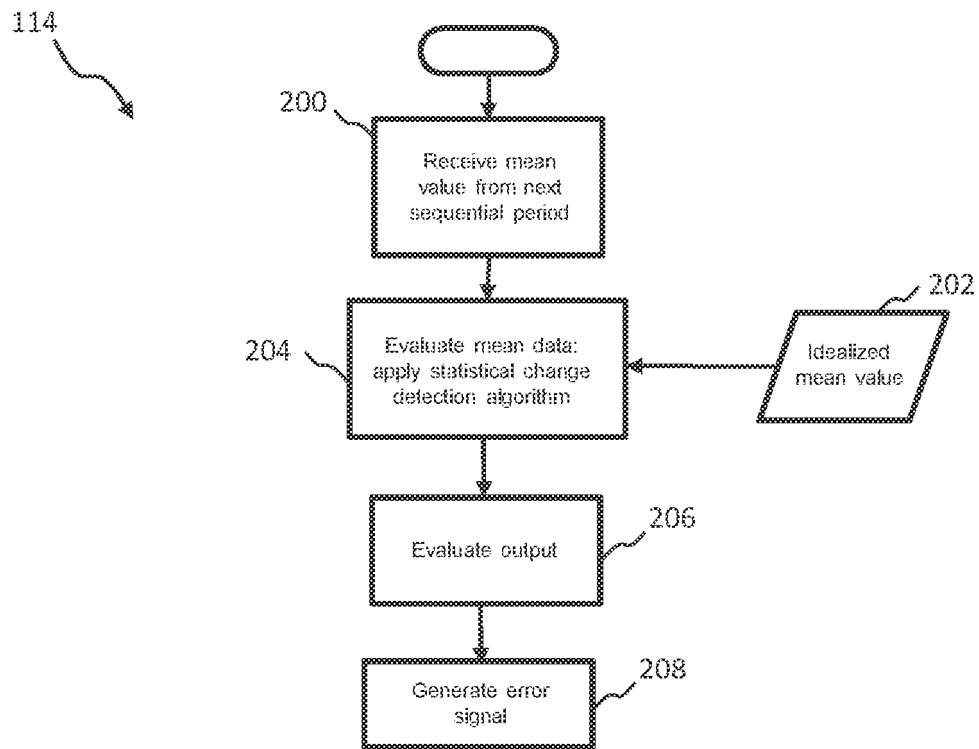 114
200
Receive mean
value from next
sequential period
202
Idealized
mean value
204
Evaluate mean data:
apply statistical change
detection algorithm
206
Evaluate output
208
Generate error
signal